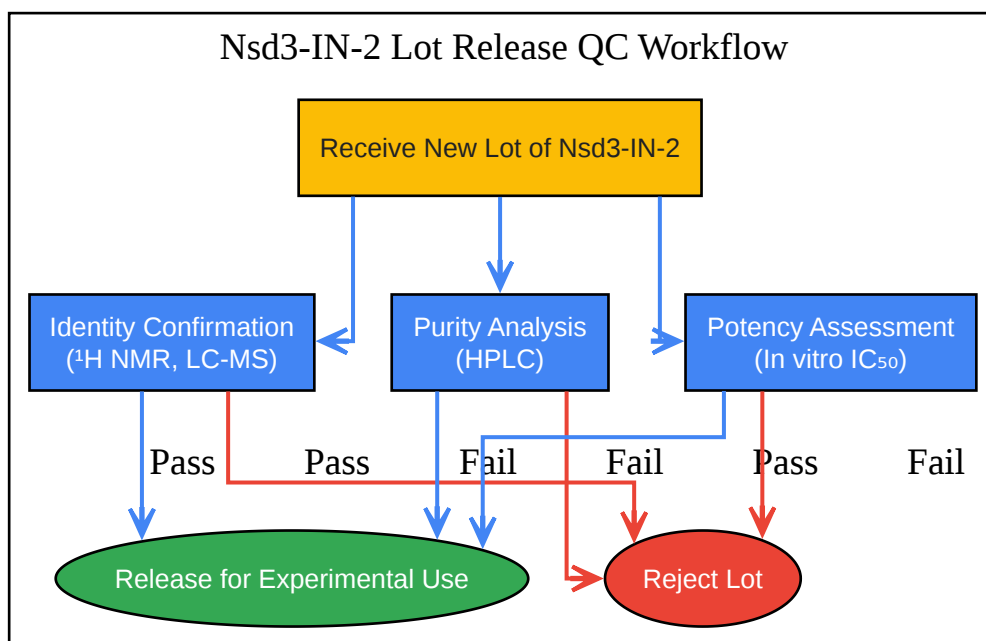 Nsd3-IN-2 Lot Release QC Workflow
Receive New Lot of Nsd3-IN-2
Identity Confirmation
(¹H NMR, LC-MS)
Purity Analysis
(HPLC)
Potency Assessment
(In vitro IC₅₀)
Pass Pass Fail Fail Pass Fail
Release for Experimental Use
Reject Lot